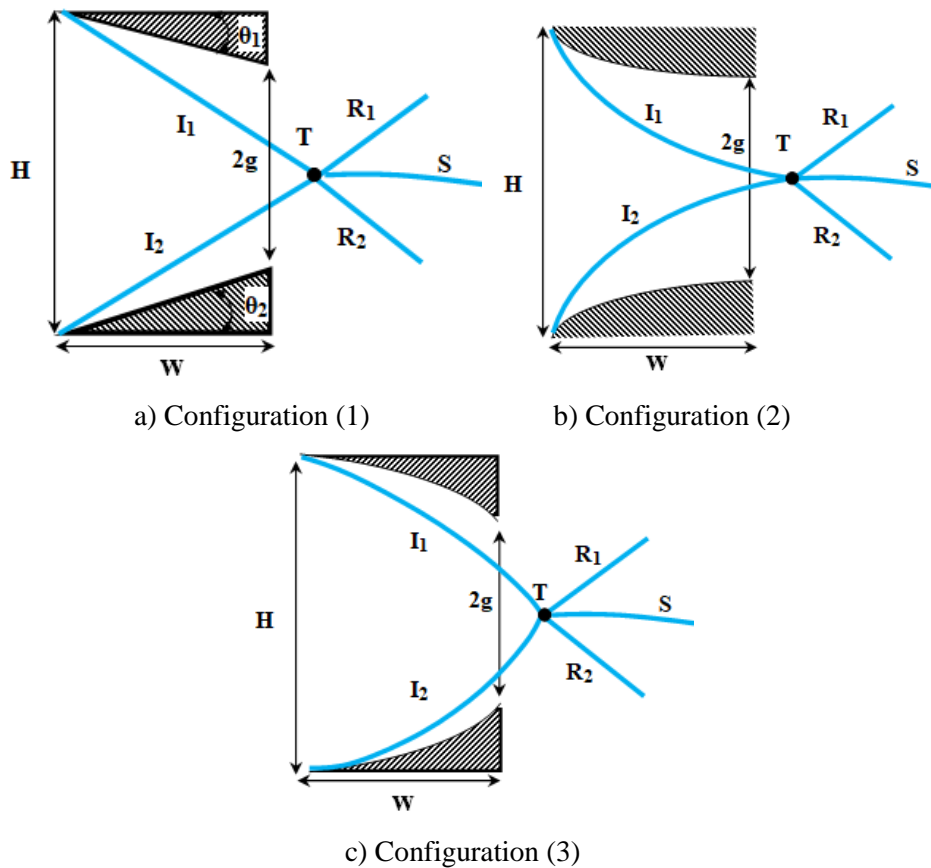 θ1
I1
R1
T
H
2g
S
I2
R2
θ2
W
a) Configuration (1)
I1
R1
T
2g
H
S
I2
R2
W
b) Configuration (2)
I1
R1
T
2g
H
S
I2
R2
W
c) Configuration (3)